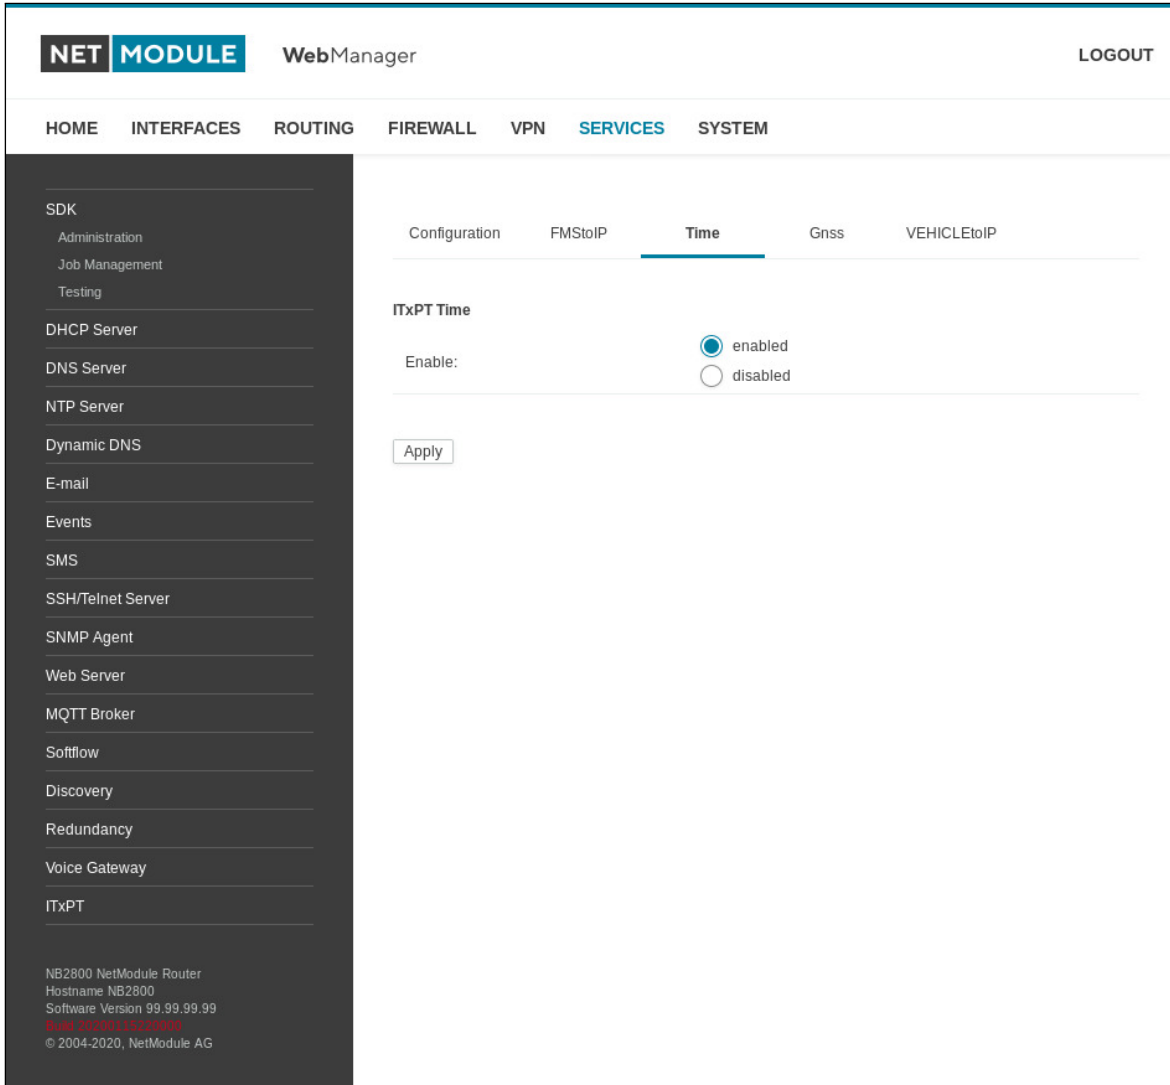 NET MODULE WebManager LOGOUT
HOME INTERFACES ROUTING FIREWALL VPN SERVICES SYSTEM
SDK
Administration
Job Management
Testing
DHCP Server
DNS Server
NTP Server
Dynamic DNS
E-mail
Events
SMS
SSH/Telnet Server
SNMP Agent
Web Server
MQTT Broker
Softflow
Discovery
Redundancy
Voice Gateway
ITxPT
NB2800 NetModule Router
Hostname NB2800
Software Version 99.99.99.99
Build
© 2004-2020, NetModule AG
Configuration FMStoIP Time Gnss VEHICLEtoIP
ITxPT Time
Enable:
enabled
disabled
Apply